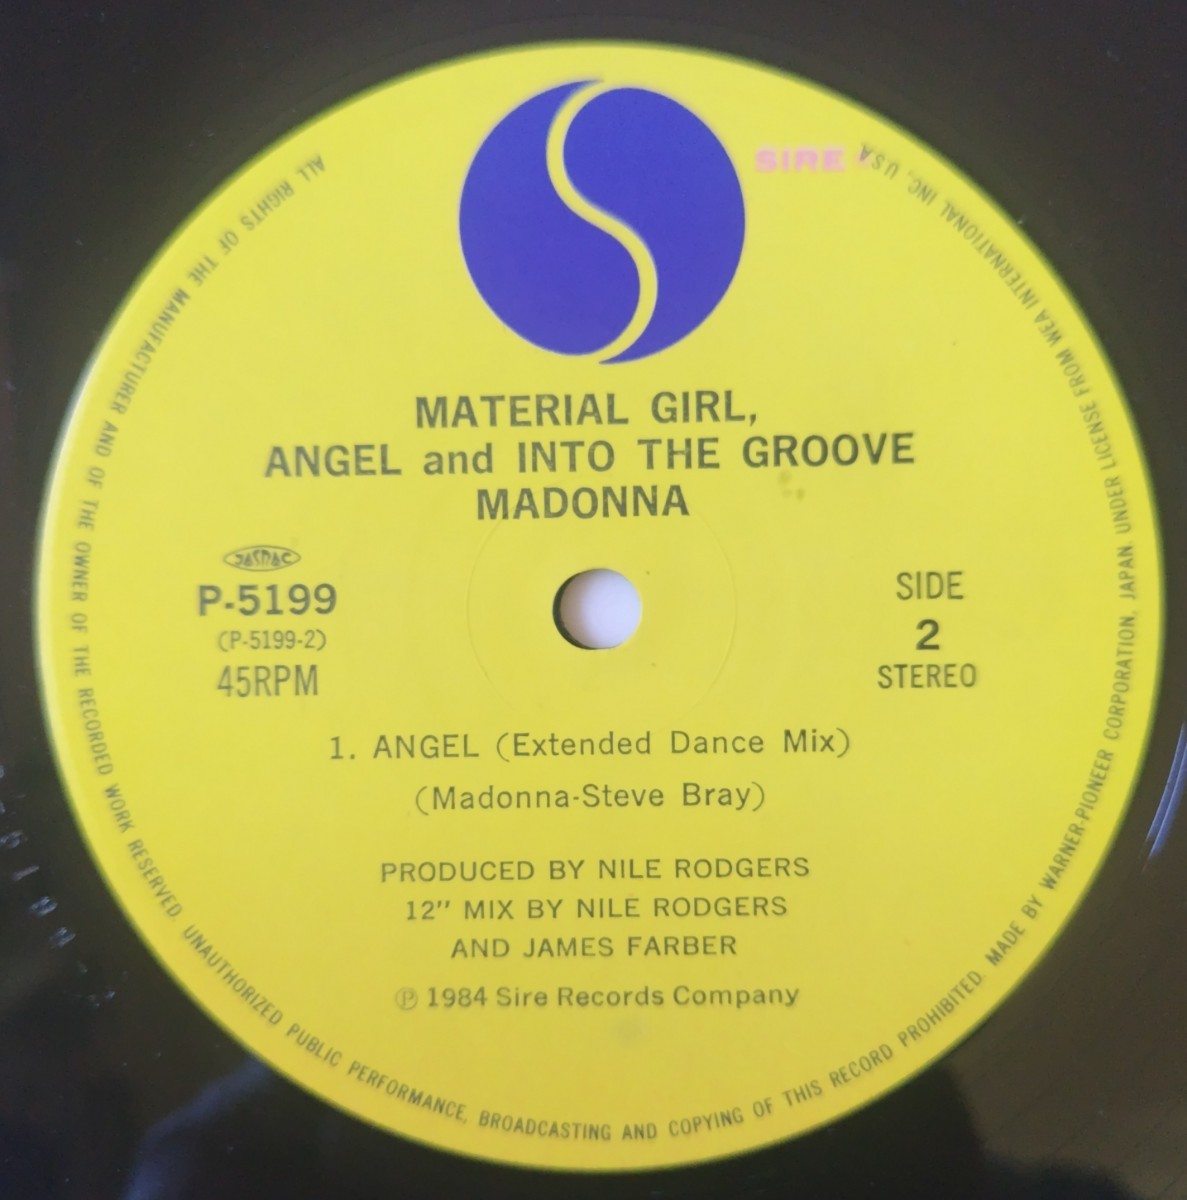 SIRE
MATERIAL GIRL,
ANGEL and INTO THE GROOVE
MADONNA
JASRAC
P-5199
(P-5199-2)
45RPM
SIDE
2
STEREO
1. ANGEL (Extended Dance Mix)
(Madonna-Steve Bray)
PRODUCED BY NILE RODGERS
12" MIX BY NILE RODGERS
AND JAMES FARBER
Ⓟ 1984 Sire Records Company
ALL RIGHTS OF THE MANUFACTURER AND OF THE OWNER OF THE RECORDED WORK RESERVED. UNAUTHORIZED PUBLIC PERFORMANCE, BROADCASTING AND COPYING OF THIS RECORD PROHIBITED. MADE BY WARNER-PIONEER CORPORATION, JAPAN. UNDER LICENSE FROM WEA INTERNATIONAL INC., U.S.A.